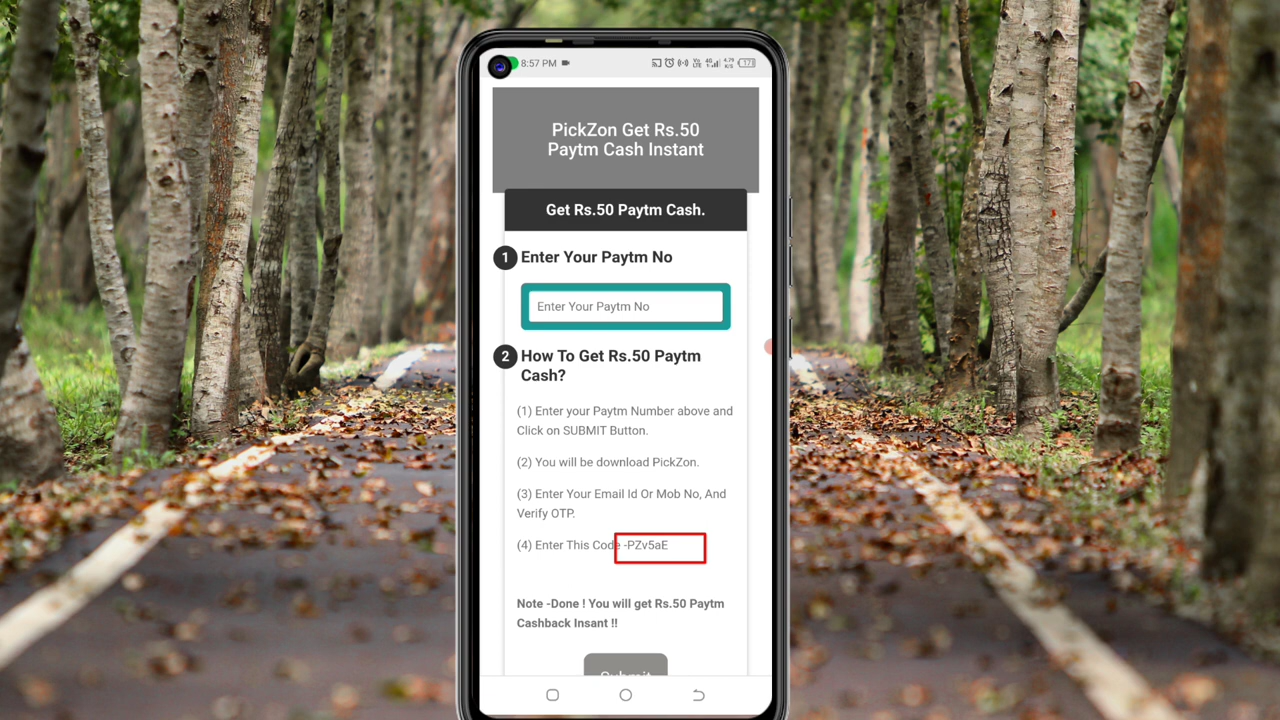 8:57 PM
4G
173
PickZon Get Rs.50
Paytm Cash Instant
Get Rs.50 Paytm Cash.
1 Enter Your Paytm No
Enter Your Paytm No
2 How To Get Rs.50 Paytm
Cash?
(1) Enter your Paytm Number above and
Click on SUBMIT Button.
(2) You will be download PickZon.
(3) Enter Your Email Id Or Mob No, And
Verify OTP.
(4) Enter This Code -PZv5aE
Note -Done ! You will get Rs.50 Paytm
Cashback Insant !!
Submit